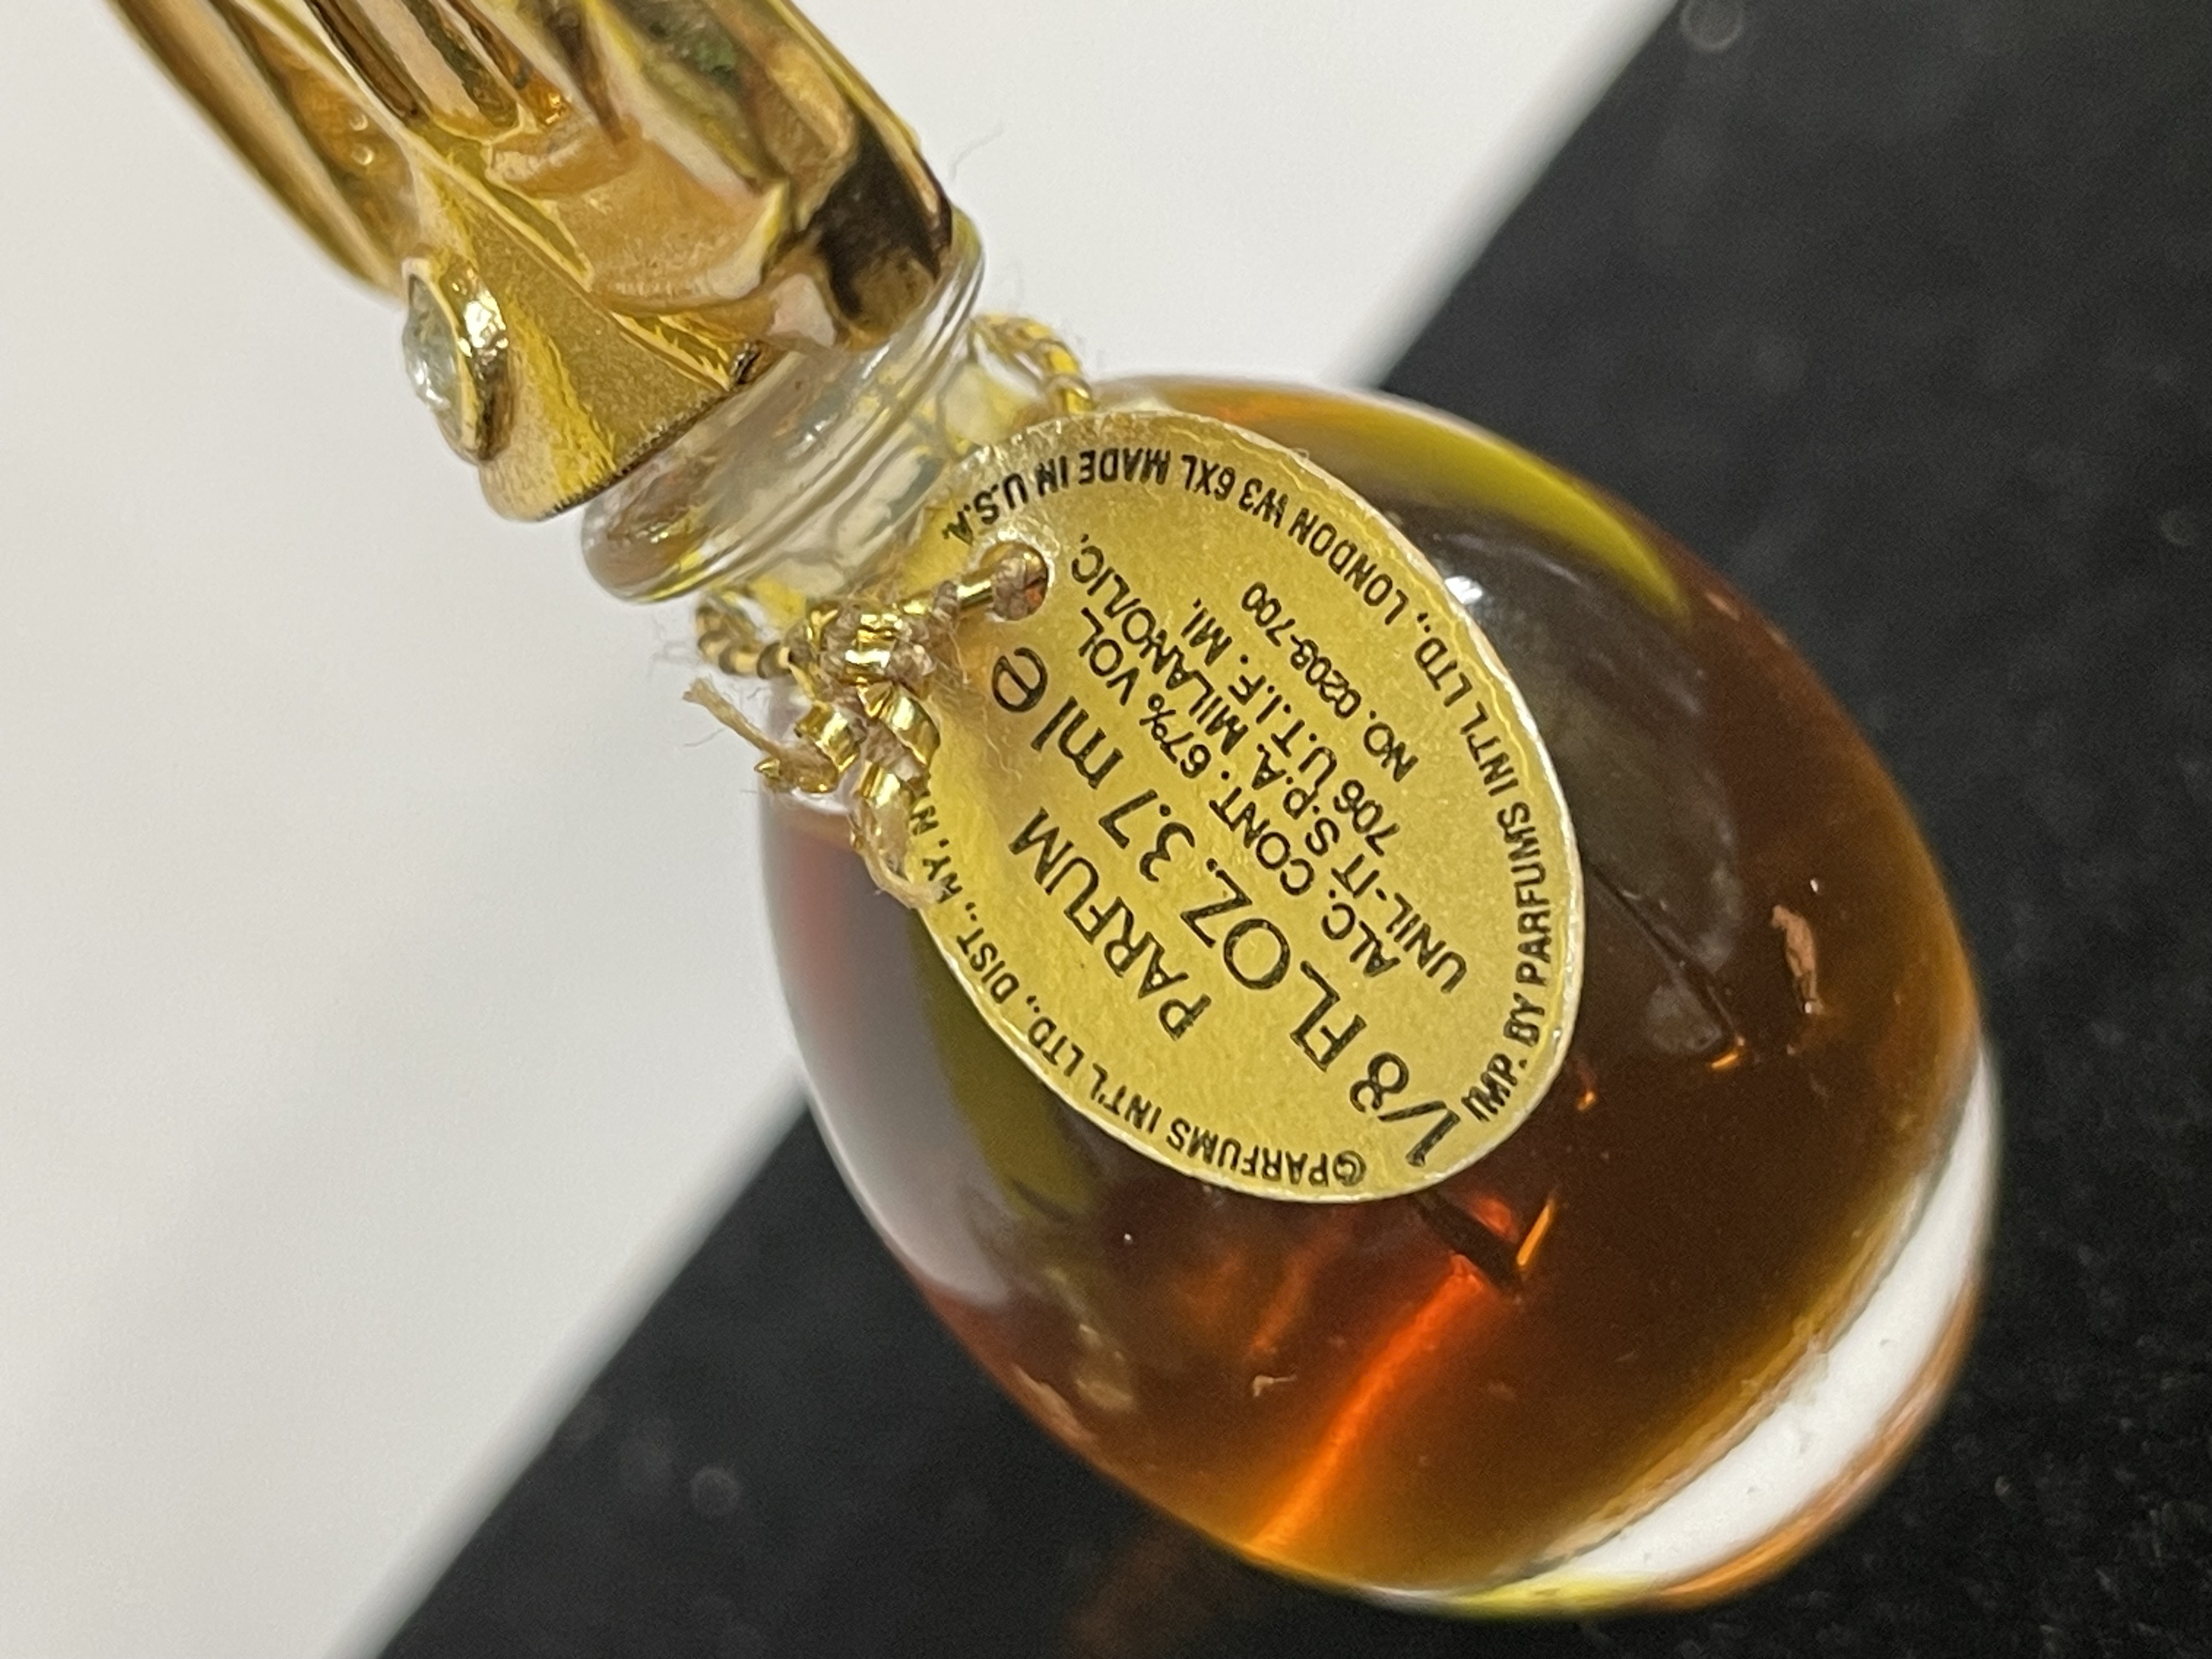 PARFUM
1/8 FL OZ. 3.7 ml e
ALC. CONT. 67% VOL
UNIL-IT S.P.A. MILANO/LIC.
706 U.T.I.F. MI,
NO. 0208-700
©PARFUMS INT'L LTD., DIST., NY, N
IMP. BY PARFUMS INT'L LTD., LONDON W3 6XL MADE IN U.S.A.